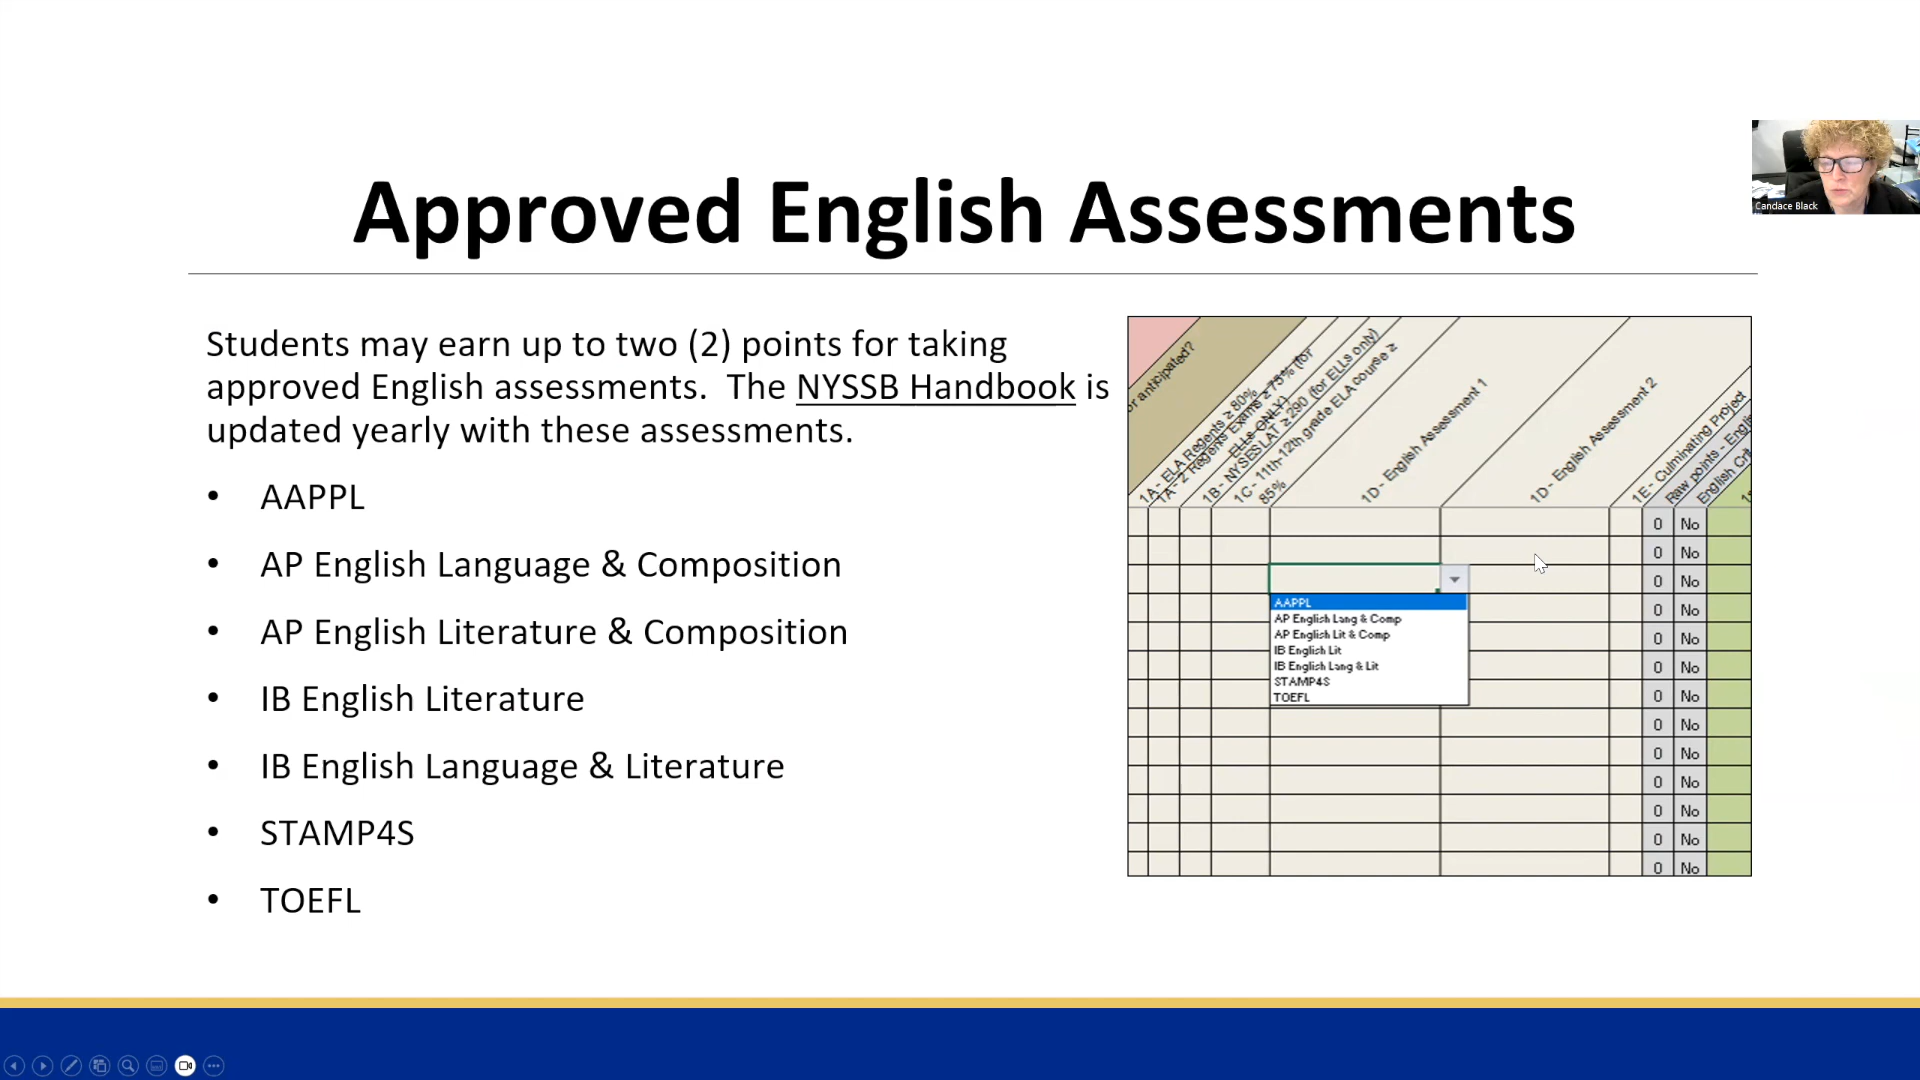 Approved English Assessments
Candace Black
Students may earn up to two (2) points for taking
approved English assessments. The NYSSB Handbook is
updated yearly with these assessments.
• AAPPL
• AP English Language & Composition
• AP English Literature & Composition
• IB English Literature
• IB English Language & Literature
• STAMP4S
• TOEFL
or anticipated?
1A - ELA Regents ≥ 80%
1A - 2 Regents Exams ≥ 75% (for
ELLs ONLY)
1B - NYSESLAT ≥ 290 (for ELLs only)
1C - 11th-12th grade ELA course ≥
85%
1D - English Assessment 1
1D - English Assessment 2
1E - Culminating Project
Raw points - Englis
English Crit
0 No
0 No
0 No
0 No
0 No
0 No
0 No
0 No
0 No
0 No
0 No
0 No
0 No
AAPPL
AP English Lang & Comp
AP English Lit & Comp
IB English Lit
IB English Lang & Lit
STAMP4S
TOEFL